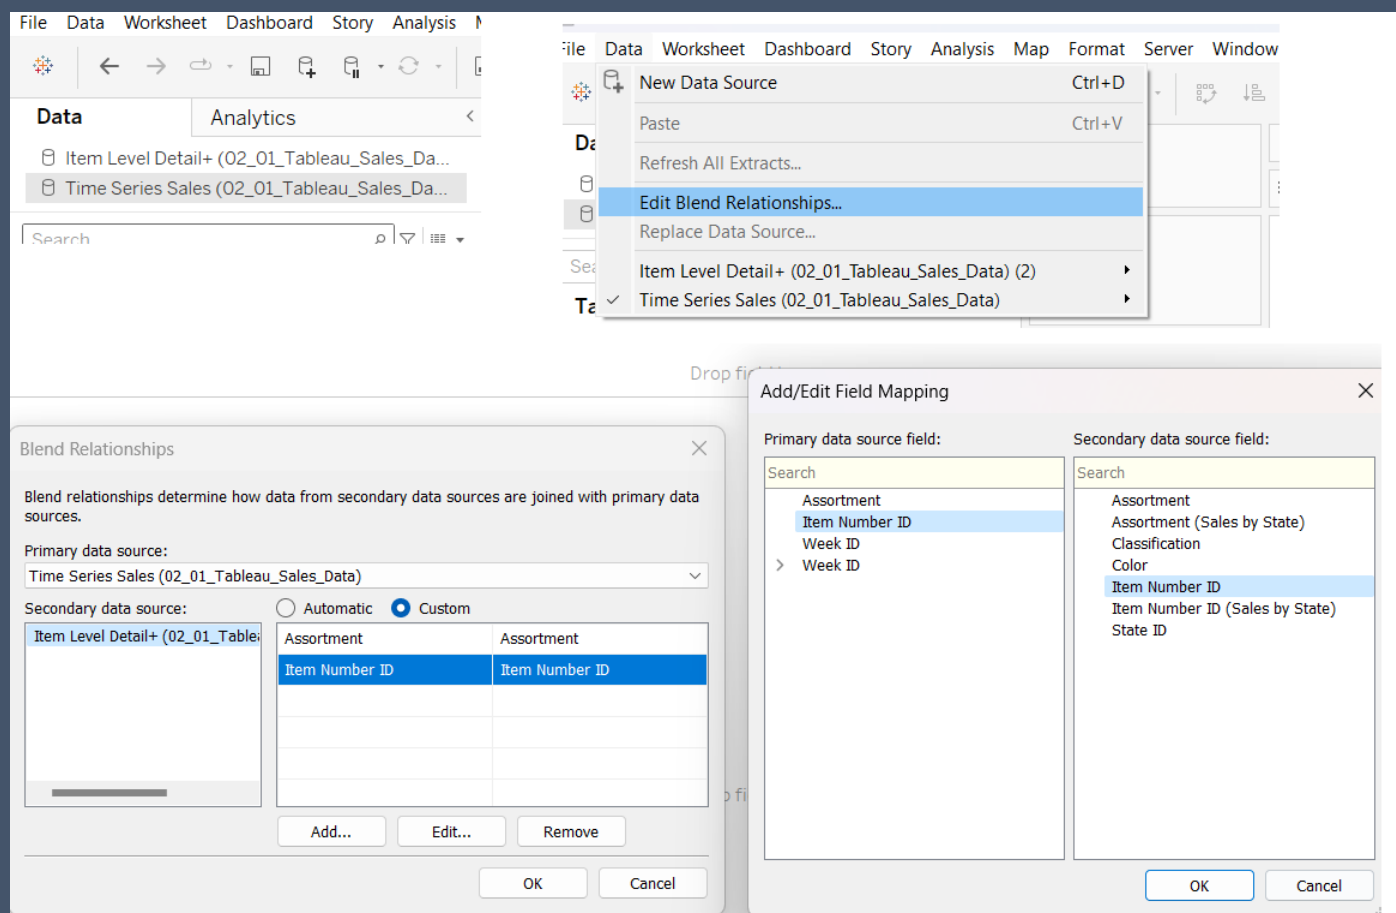 File Data Worksheet Dashboard Story Analysis
Data Analytics
Item Level Detail+ (02_01_Tableau_Sales_Da...
Time Series Sales (02_01_Tableau_Sales_Da...
Search
File Data Worksheet Dashboard Story Analysis Map Format Server Window
New Data Source Ctrl+D
Paste Ctrl+V
Refresh All Extracts...
Edit Blend Relationships...
Replace Data Source...
Item Level Detail+ (02_01_Tableau_Sales_Data) (2)
Time Series Sales (02_01_Tableau_Sales_Data)
Da
Sea
Ta
Drop fi
Blend Relationships
Blend relationships determine how data from secondary data sources are joined with primary data
sources.
Primary data source:
Time Series Sales (02_01_Tableau_Sales_Data)
Secondary data source: Automatic Custom
Item Level Detail+ (02_01_Table
Assortment Assortment
Item Number ID Item Number ID
Add... Edit... Remove
OK Cancel
Add/Edit Field Mapping
Primary data source field:
Search
Assortment
Item Number ID
Week ID
Week ID
Secondary data source field:
Search
Assortment
Assortment (Sales by State)
Classification
Color
Item Number ID
Item Number ID (Sales by State)
State ID
OK Cancel